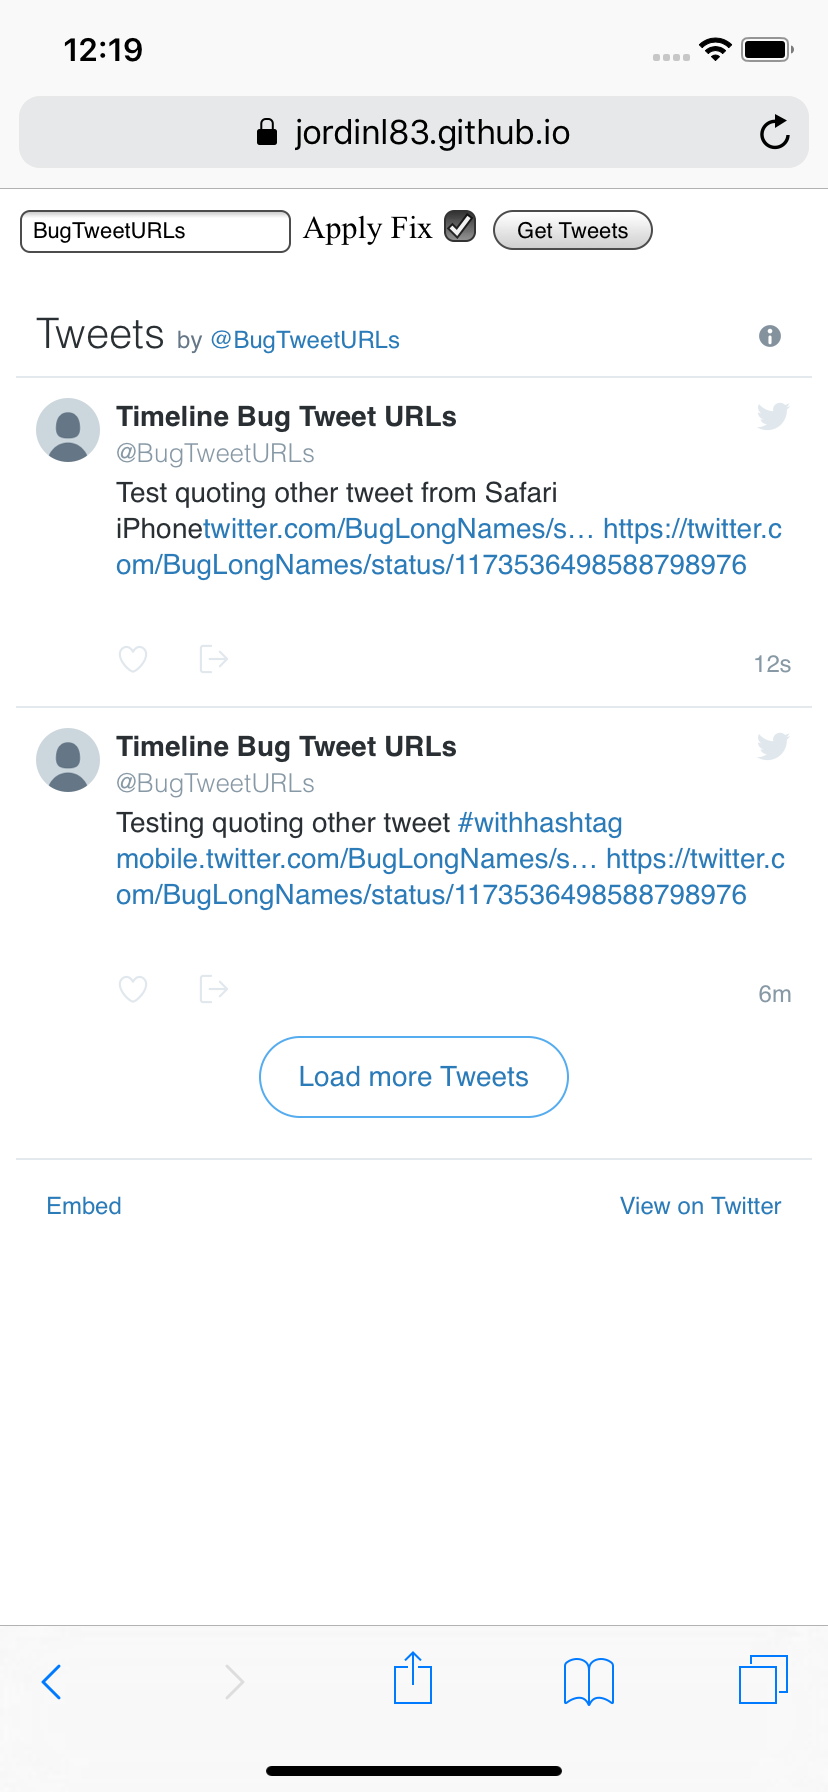 12:19
jordinl83.github.io
BugTweetURLs Apply Fix Get Tweets
Tweets by @BugTweetURLs
Timeline Bug Tweet URLs
@BugTweetURLs
Test quoting other tweet from Safari
iPhonetwitter.com/BugLongNames/s… https://twitter.c
om/BugLongNames/status/1173536498588798976
12s
Timeline Bug Tweet URLs
@BugTweetURLs
Testing quoting other tweet #withhashtag
mobile.twitter.com/BugLongNames/s… https://twitter.c
om/BugLongNames/status/1173536498588798976
6m
Load more Tweets
Embed View on Twitter